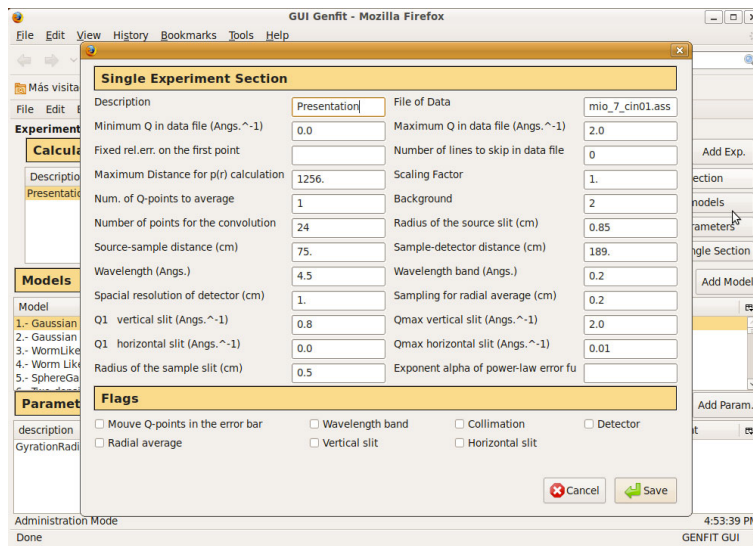 GUI Genfit - Mozilla Firefox
File Edit View History Bookmarks Tools Help
Más visita
File Edit
Experiment
Calcula
Descriptio
Presentatio
Models
Model
1.- Gaussian
2.- Gaussian
3.- WormLike
4.- Worm Like
5.- SphereGa
Paramet
description
GyrationRadi
Single Experiment Section
Description Presentation File of Data mio_7_cin01.ass
Minimum Q in data file (Angs.^-1) 0.0 Maximum Q in data file (Angs.^-1) 2.0
Fixed rel.err. on the first point Number of lines to skip in data file 0
Maximum Distance for p(r) calculation 1256. Scaling Factor 1.
Num. of Q-points to average 1 Background 2
Number of points for the convolution 24 Radius of the source slit (cm) 0.85
Source-sample distance (cm) 75. Sample-detector distance (cm) 189.
Wavelength (Angs.) 4.5 Wavelength band (Angs.) 0.2
Spacial resolution of detector (cm) 1. Sampling for radial average (cm) 0.2
Q1 vertical slit (Angs.^-1) 0.8 Qmax vertical slit (Angs.^-1) 2.0
Q1 horizontal slit (Angs.^-1) 0.0 Qmax horizontal slit (Angs.^-1) 0.01
Radius of the sample slit (cm) 0.5 Exponent alpha of power-law error fu
Flags
Mouve Q-points in the error bar Wavelength band Collimation Detector
Radial average Vertical slit Horizontal slit
Cancel Save
Add Exp.
ection
models
rameters
ngle Section
Add Model
Add Param.
Administration Mode 4:53:39 PM
Done GENFIT GUI